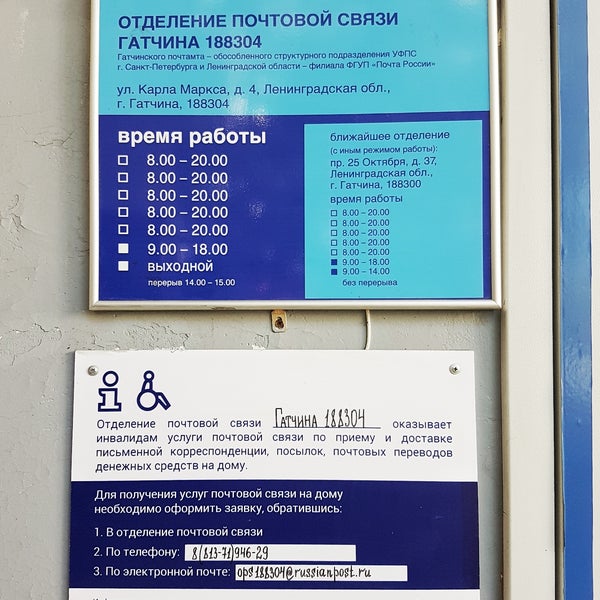 ОТДЕЛЕНИЕ ПОЧТОВОЙ СВЯЗИ
ГАТЧИНА 188304
Гатчинского почтамта – обособленного структурного подразделения УФПС
г. Санкт-Петербурга и Ленинградской области – филиала ФГУП «Почта России»
ул. Карла Маркса, д. 4, Ленинградская обл.,
г. Гатчина, 188304
время работы
8.00 – 20.00
8.00 – 20.00
8.00 – 20.00
8.00 – 20.00
8.00 – 20.00
9.00 – 18.00
ВЫХОДНОЙ
перерыв 14.00 – 15.00
ближайшее отделение
(с иным режимом работы):
пр. 25 Октября, д. 37,
Ленинградская обл.,
г. Гатчина, 188300
время работы
8.00 – 20.00
8.00 – 20.00
8.00 – 20.00
8.00 – 20.00
8.00 – 20.00
9.00 – 18.00
9.00 – 14.00
без перерыва
Отделение почтовой связи Гатчина 188304 оказывает
инвалидам услуги почтовой связи по приему и доставке
письменной корреспонденции, посылок, почтовых переводов
денежных средств на дому.
Для получения услуг почтовой связи на дому
необходимо оформить заявку, обратившись:
1. В отделение почтовой связи
2. По телефону: 8(813-71)946-29
3. По электронной почте: ops188304@russianpost.ru